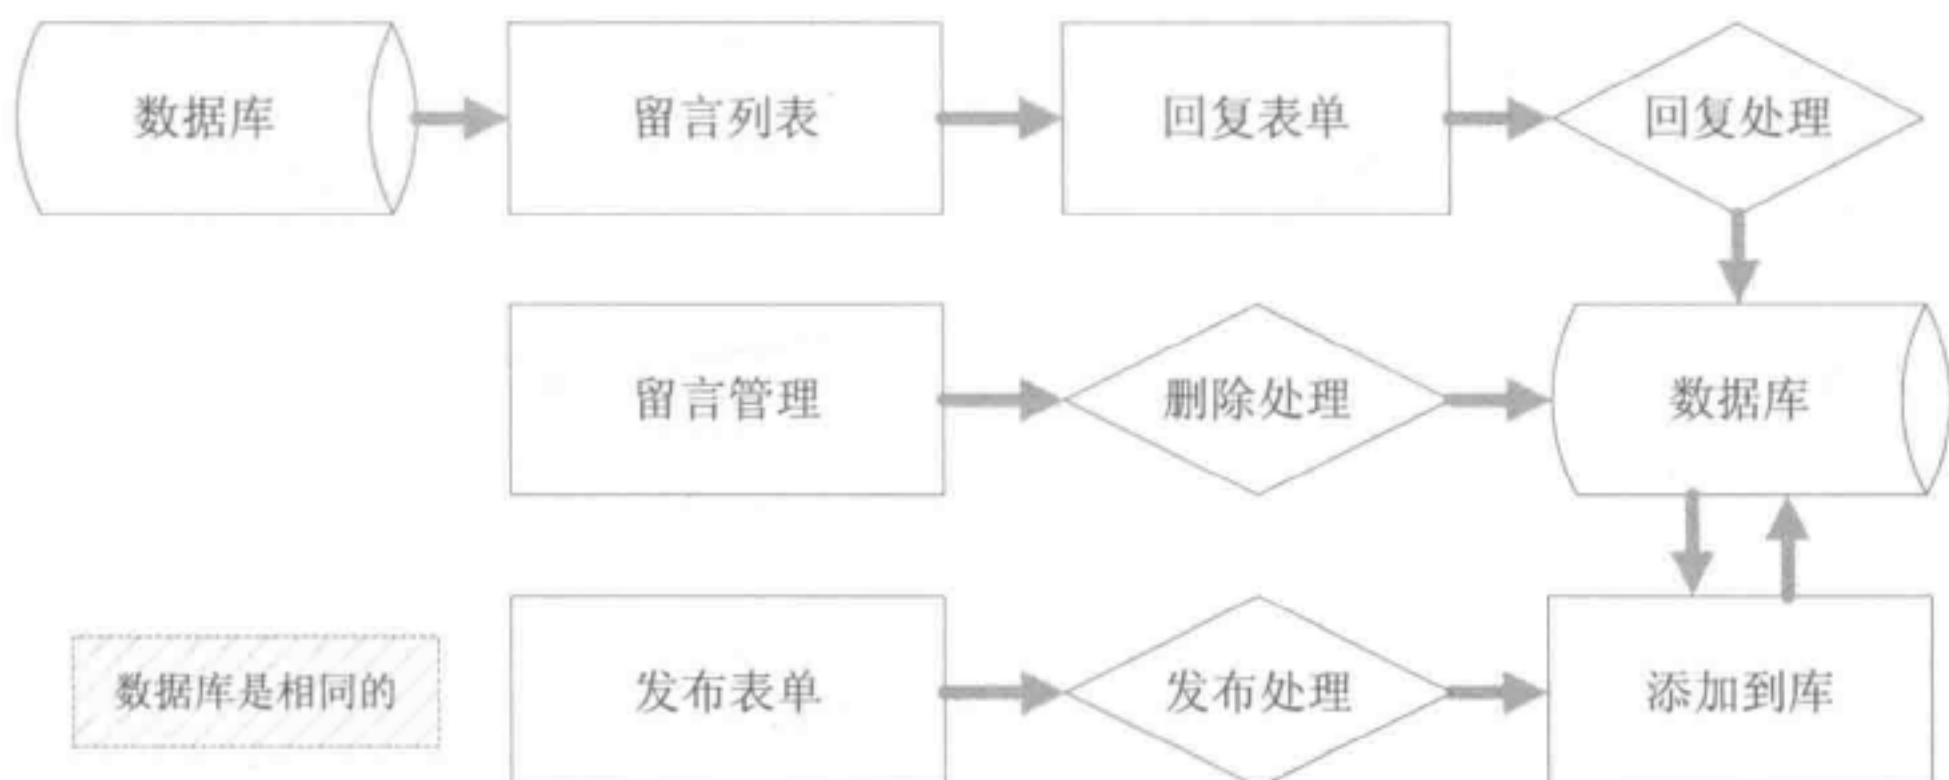 数据库
留言列表
回复表单
回复处理
留言管理
删除处理
数据库
数据库是相同的
发布表单
发布处理
添加到库